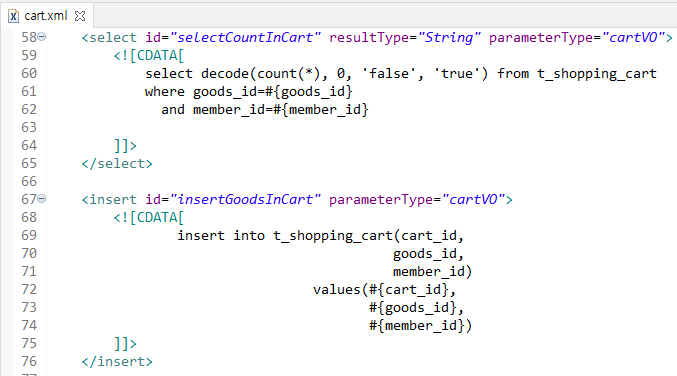 cart.xml
58 <select id="selectCountInCart" resultType="String" parameterType="cartVO">
59 <![CDATA[
60 select decode(count(*), 0, 'false', 'true') from t_shopping_cart
61 where goods_id=#{goods_id}
62 and member_id=#{member_id}
63
64 ]]>
65 </select>
66
67 <insert id="insertGoodsInCart" parameterType="cartVO">
68 <![CDATA[
69 insert into t_shopping_cart(cart_id,
70 goods_id,
71 member_id)
72 values(#{cart_id},
73 #{goods_id},
74 #{member_id})
75 ]]>
76 </insert>